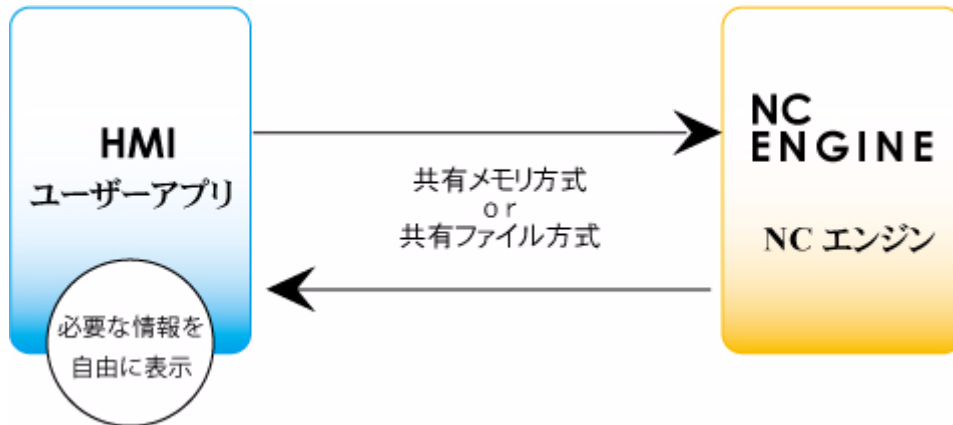 HMI
ユーザーアプリ
必要な情報を
自由に表示
共有メモリ方式
or
共有ファイル方式
NC
ENGINE
NC エンジン